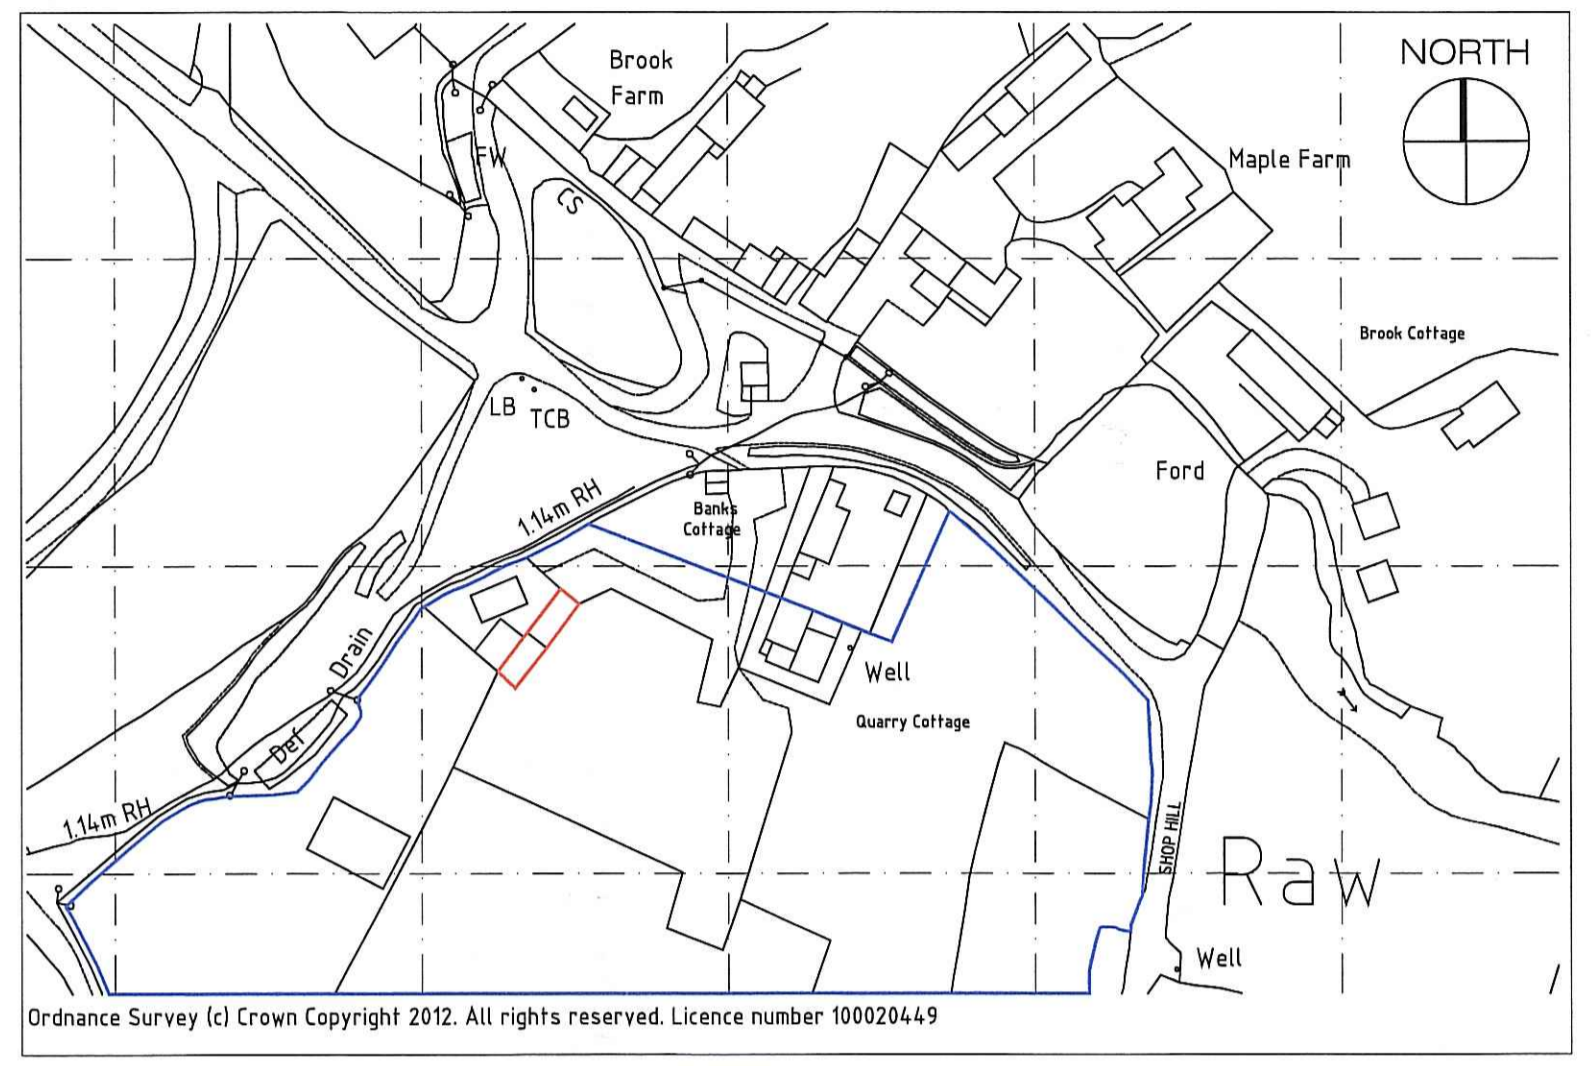 NORTH
Brook
Farm
FW
Maple Farm
CS
Brook Cottage
LB TCB
Ford
1.14m RH
Banks
Cottage
Drain
Well
Quarry Cottage
Def
1.14m RH
SHOP HILL
Raw
Well
Ordnance Survey (c) Crown Copyright 2012. All rights reserved. Licence number 100020449